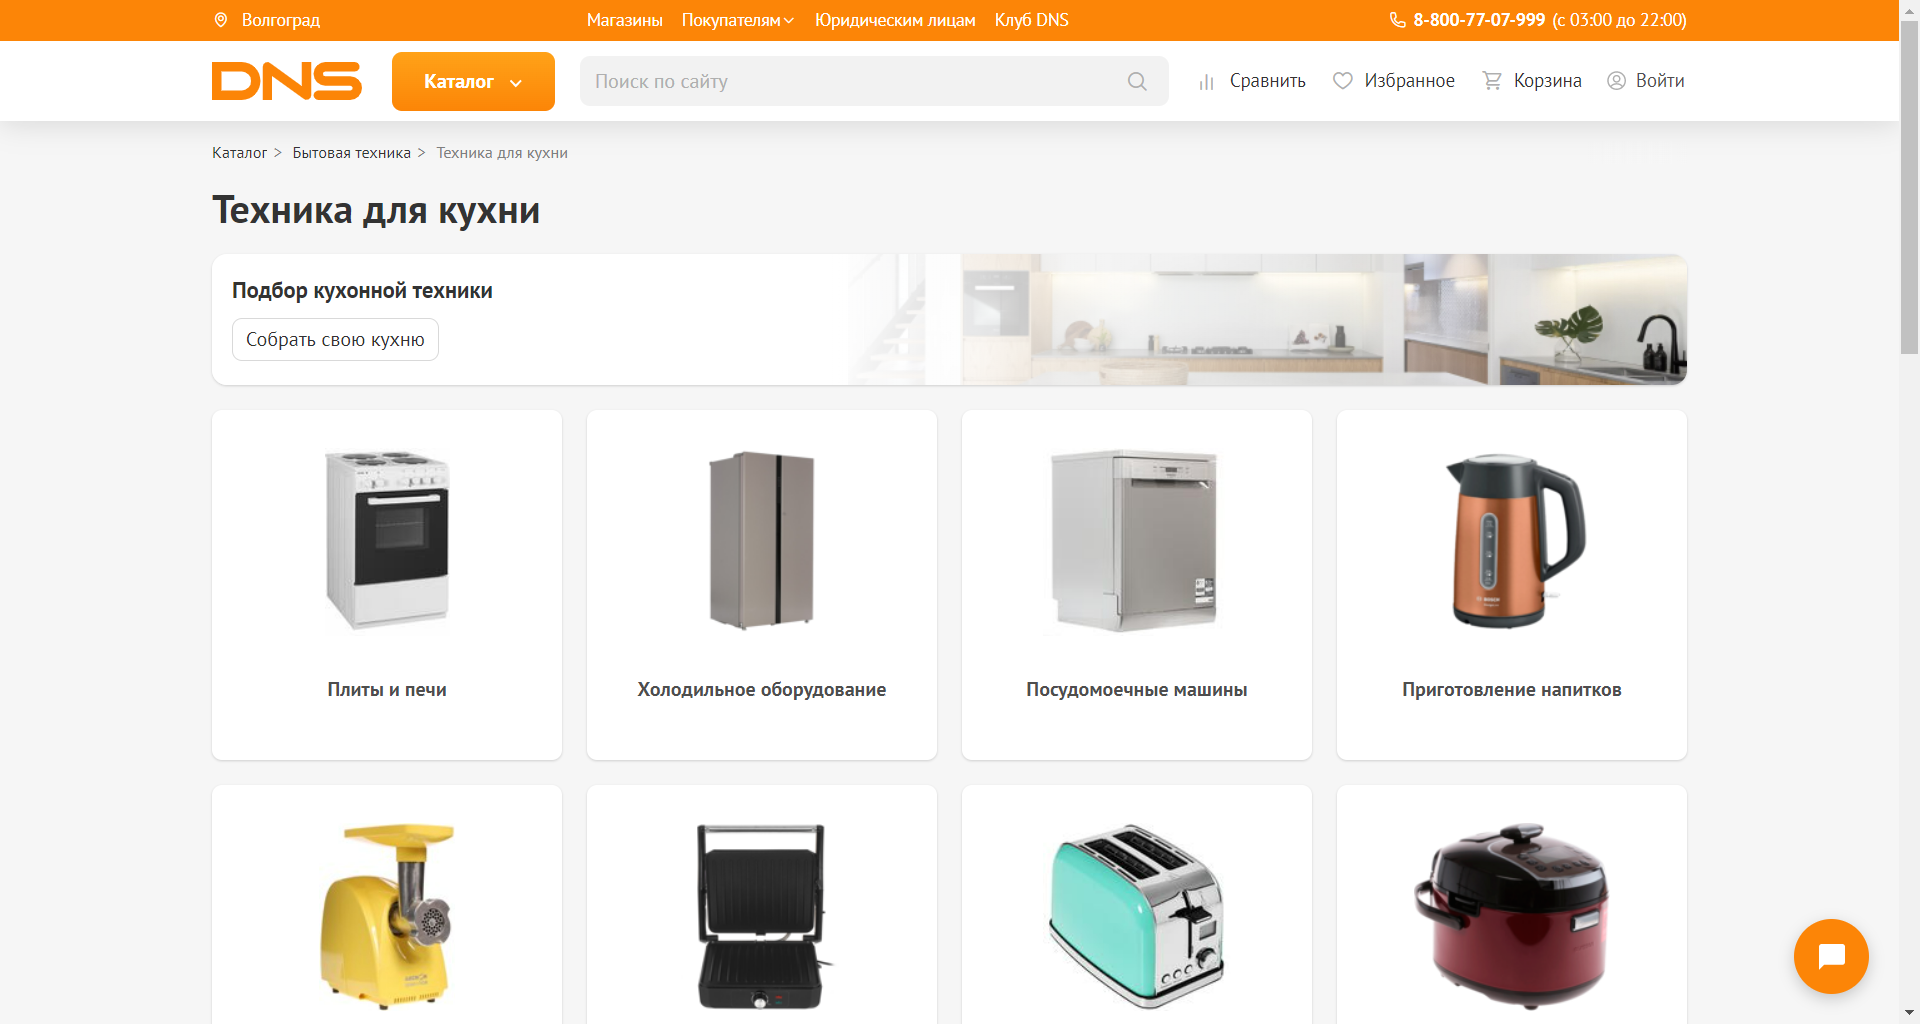 Волгоград
Магазины Покупателям Юридическим лицам Клуб DNS
8-800-77-07-999 (с 03:00 до 22:00)
DNS
Каталог
Поиск по сайту
Сравнить
Избранное
Корзина
Войти
Каталог > Бытовая техника > Техника для кухни
Техника для кухни
Подбор кухонной техники
Собрать свою кухню
Плиты и печи
Холодильное оборудование
Посудомоечные машины
Приготовление напитков